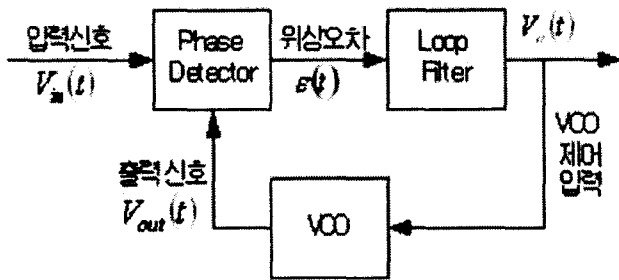 입력신호
V_in(t)
Phase
Detector
위상오차
ε(t)
Loop
Filter
V_c(t)
VCO
제어
입력
출력 신호
V_out(t)
VCO